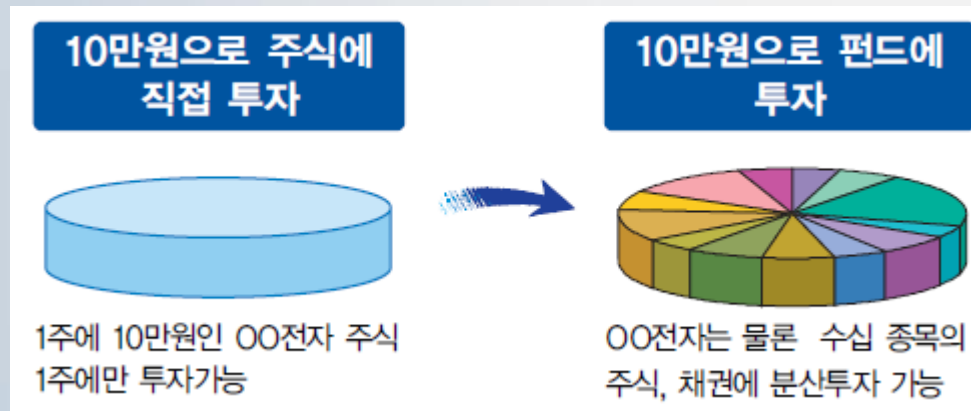 10만원으로 주식에
직접 투자
1주에 10만원인 OO전자 주식
1주에만 투자가능
10만원으로 펀드에
투자
OO전자는 물론 수십 종목의
주식, 채권에 분산투자 가능